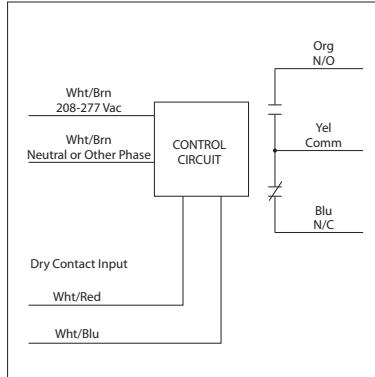 Wht/Brn
208-277 Vac
Wht/Brn
Neutral or Other Phase
CONTROL
CIRCUIT
Org
N/O
Yel
Comm
Blu
N/C
Dry Contact Input
Wht/Red
Wht/Blu